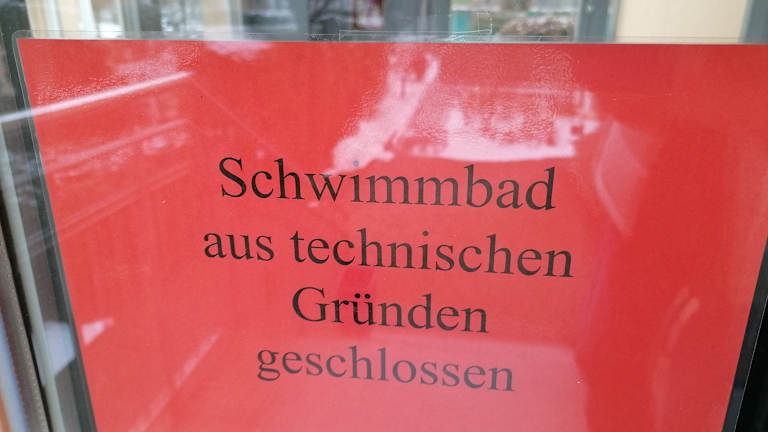 Schwimmbad
aus technischen
Gründen
geschlossen